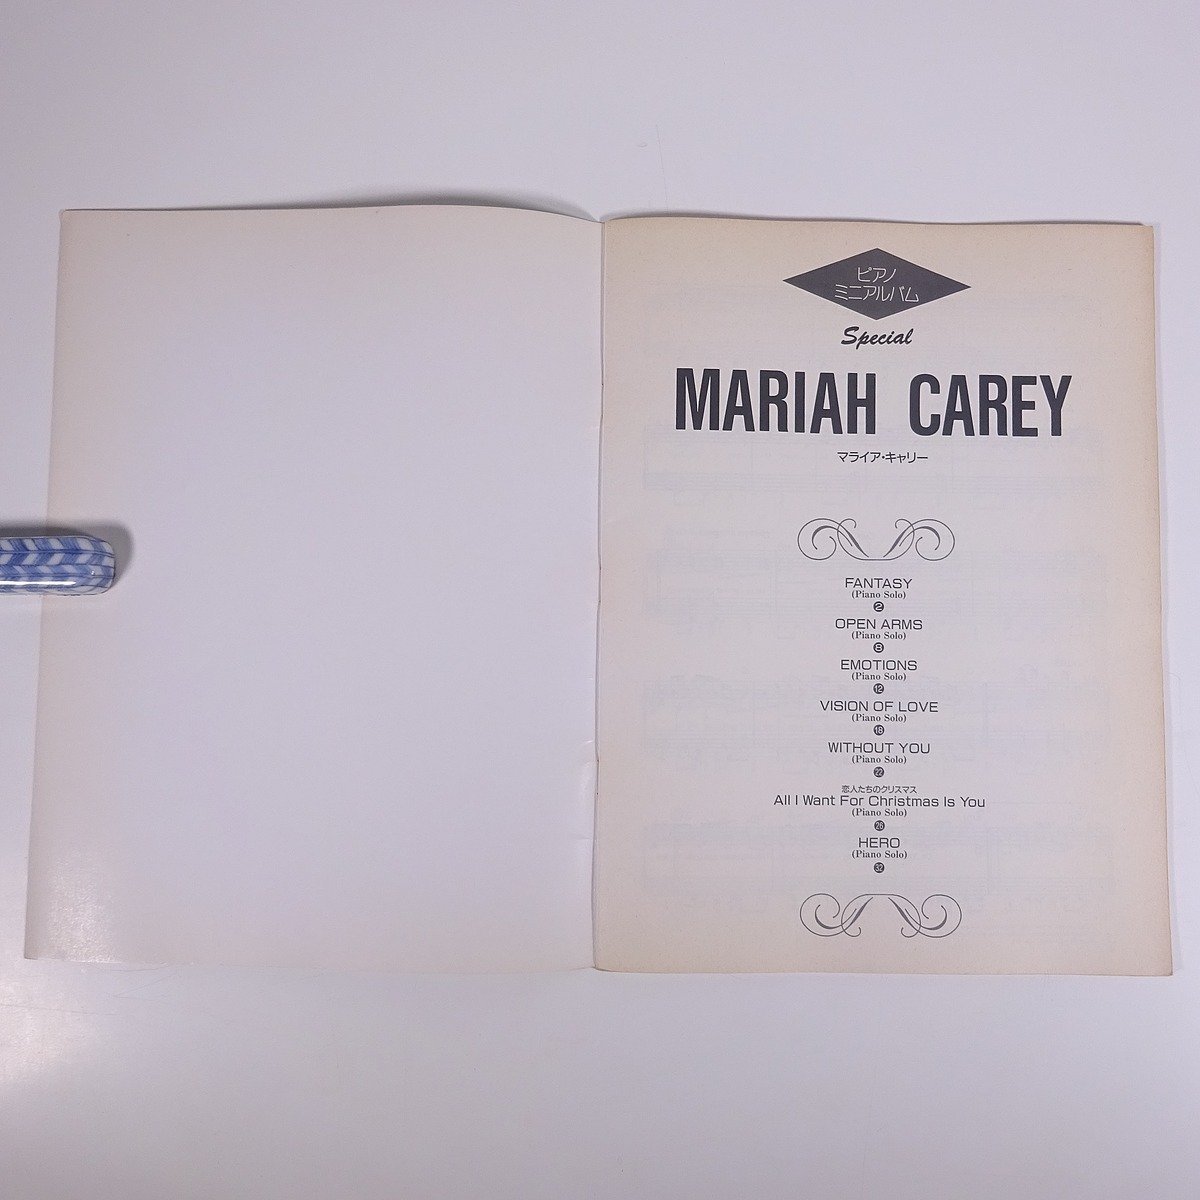 ピアノ
ミニアルバム
Special
MARIAH CAREY
マライア・キャリー
FANTASY
(Piano Solo)
2
OPEN ARMS
(Piano Solo)
8
EMOTIONS
(Piano Solo)
12
VISION OF LOVE
(Piano Solo)
18
WITHOUT YOU
(Piano Solo)
22
恋人たちのクリスマス
All I Want For Christmas Is You
(Piano Solo)
26
HERO
(Piano Solo)
32